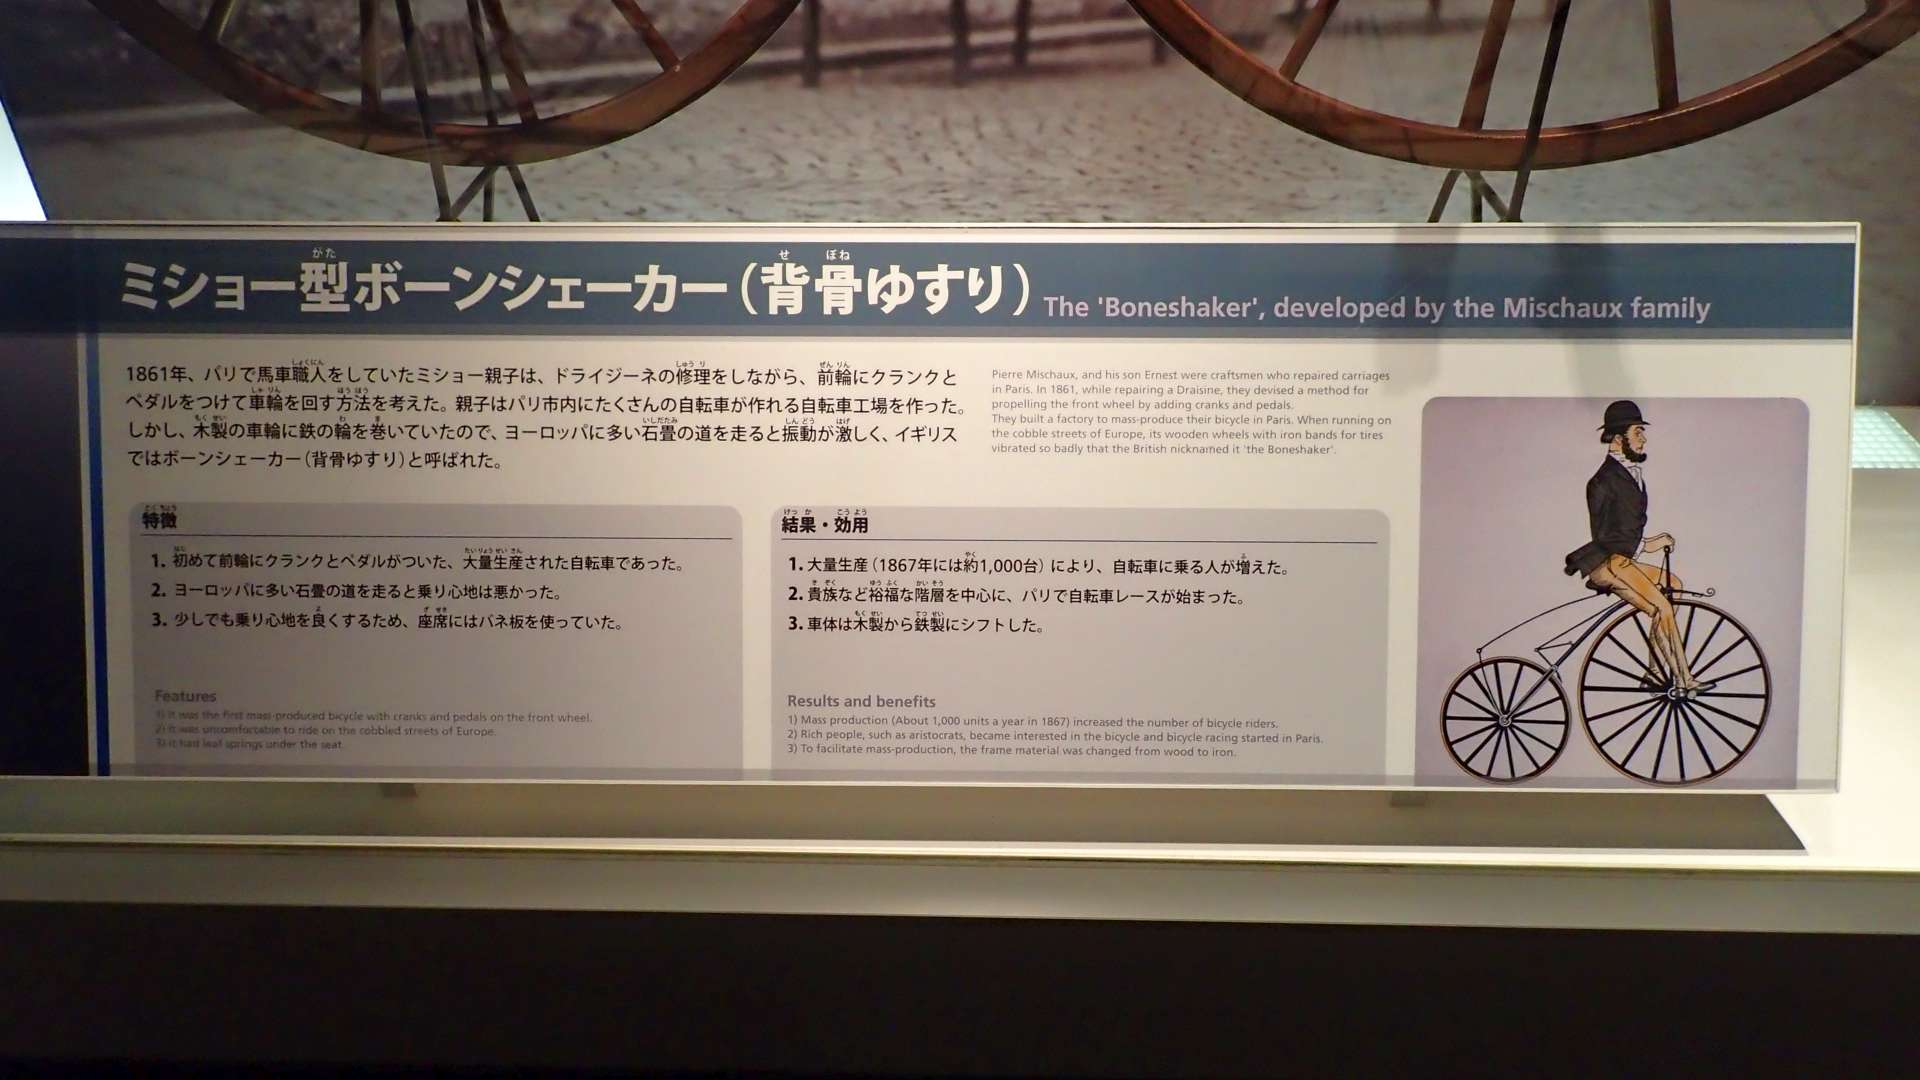 ミショー型ボーンシェーカー（背骨ゆすり） The 'Boneshaker', developed by the Mischaux family
1861年、パリで馬車職人をしていたミショー親子は、ドライジーネの修理をしながら、前輪にクランクと
ペダルをつけて車輪を回す方法を考えた。親子はパリ市内にたくさんの自転車が作れる自転車工場を作った。
しかし、木製の車輪に鉄の輪を巻いていたので、ヨーロッパに多い石畳の道を走ると振動が激しく、イギリス
ではボーンシェーカー（背骨ゆすり）と呼ばれた。
Pierre Mischaux, and his son Ernest were craftsmen who repaired carriages
in Paris. In 1861, while repairing a Draisine, they devised a method for
propelling the front wheel by adding cranks and pedals.
They built a factory to mass-produce their bicycle in Paris. When running on
the cobble streets of Europe, its wooden wheels with iron bands for tires
vibrated so badly that the British nicknamed it 'the Boneshaker'.
特徴
1. 初めて前輪にクランクとペダルがついた、大量生産された自転車であった。
2. ヨーロッパに多い石畳の道を走ると乗り心地は悪かった。
3. 少しでも乗り心地を良くするため、座席にはバネ板を使っていた。
Features
1) It was the first mass-produced bicycle with cranks and pedals on the front wheel.
2) It was uncomfortable to ride on the cobbled streets of Europe.
3) It had leaf springs under the seat.
結果・効用
1. 大量生産（1867年には約1,000台）により、自転車に乗る人が増えた。
2. 貴族など裕福な階層を中心に、パリで自転車レースが始まった。
3. 車体は木製から鉄製にシフトした。
Results and benefits
1) Mass production (About 1,000 units a year in 1867) increased the number of bicycle riders.
2) Rich people, such as aristocrats, became interested in the bicycle and bicycle racing started in Paris.
3) To facilitate mass-production, the frame material was changed from wood to iron.